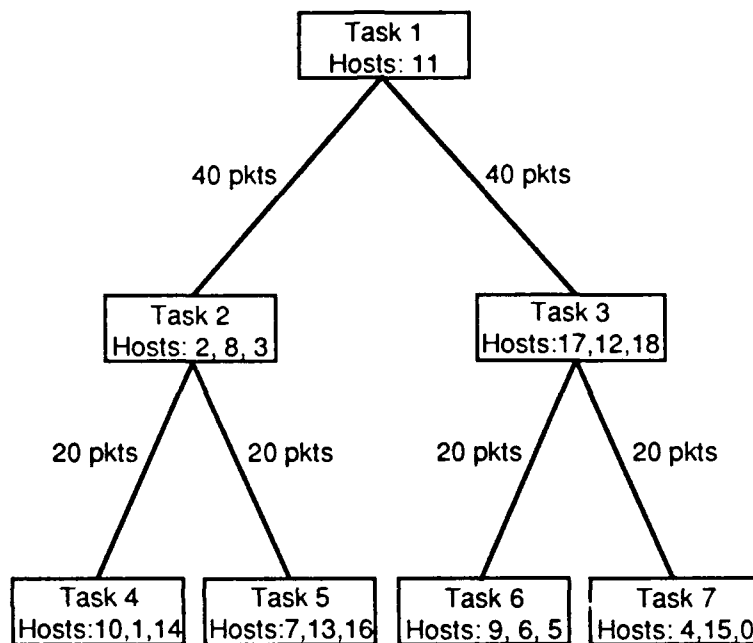 Task 1
Hosts: 11
40 pkts
40 pkts
Task 2
Hosts: 2, 8, 3
Task 3
Hosts:17,12,18
20 pkts
20 pkts
20 pkts
20 pkts
Task 4
Hosts:10,1,14
Task 5
Hosts:7,13,16
Task 6
Hosts: 9, 6, 5
Task 7
Hosts: 4,15,0